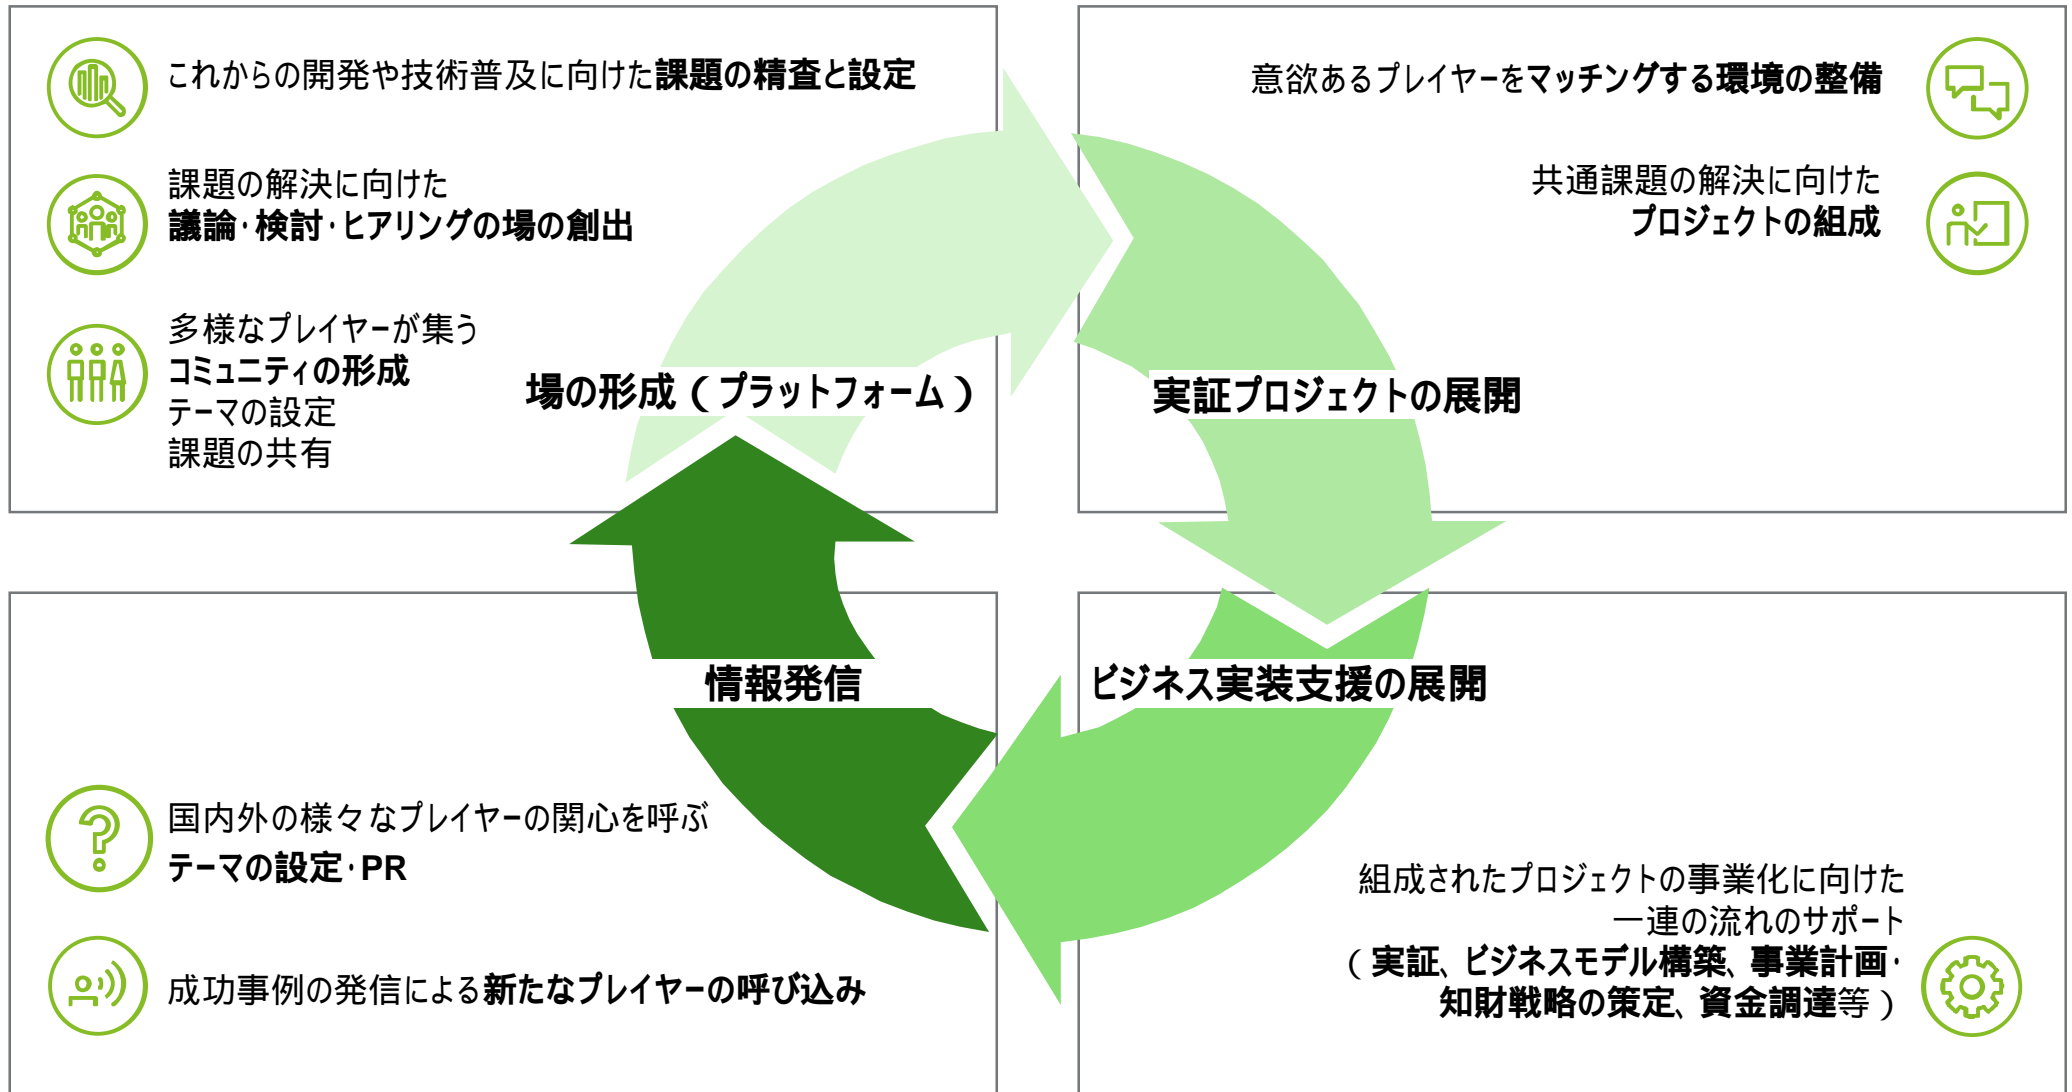 これからの開発や技術普及に向けた課題の精査と設定
課題の解決に向けた
議論・検討・ヒアリングの場の創出
多様なプレイヤーが集う
コミュニティの形成
テーマの設定
課題の共有
場の形成（プラットフォーム）
意欲あるプレイヤーをマッチングする環境の整備
共通課題の解決に向けた
プロジェクトの組成
実証プロジェクトの展開
情報発信
国内外の様々なプレイヤーの関心を呼ぶ
テーマの設定・PR
成功事例の発信による新たなプレイヤーの呼び込み
ビジネス実装支援の展開
組成されたプロジェクトの事業化に向けた
一連の流れのサポート
（実証、ビジネスモデル構築、事業計画・
知財戦略の策定、資金調達等）